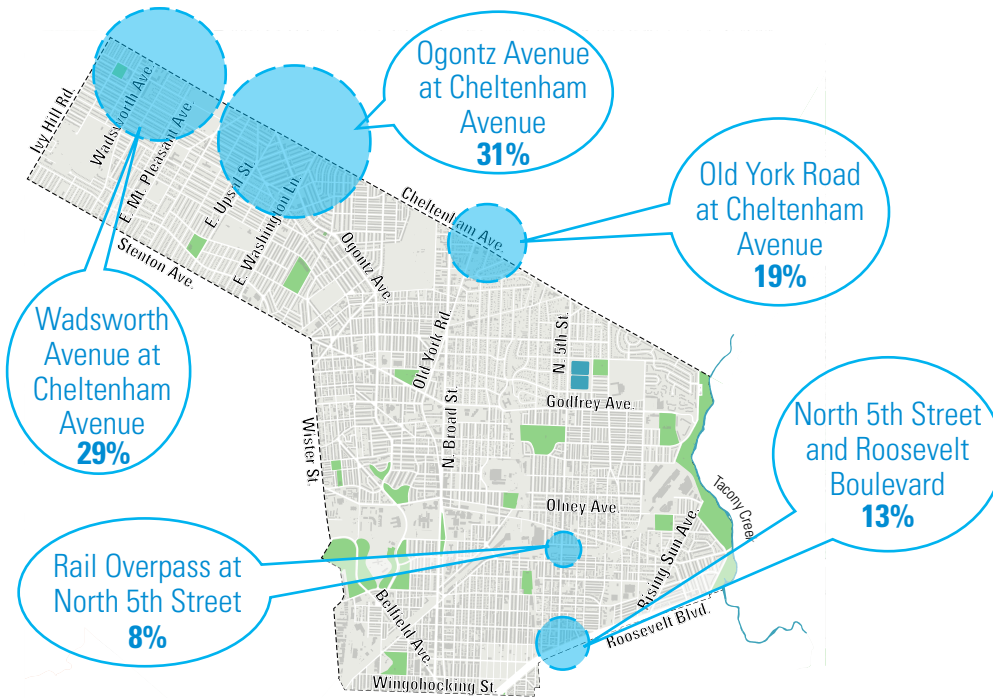 Ogontz Avenue
at Cheltenham
Avenue
31%
Old York Road
at Cheltenham
Avenue
19%
Wadsworth
Avenue at
Cheltenham
Avenue
29%
North 5th Street
and Roosevelt
Boulevard
13%
Rail Overpass at
North 5th Street
8%
Ivy Hill Rd.
Wadsworth Ave.
E. Mt. Pleasant Ave.
E. Upsal St.
E. Washington Ln.
Stenton Ave.
Ogontz Ave.
Cheltenham Ave.
Old York Rd.
N. Broad St.
N. 5th St.
Godfrey Ave.
Wister St.
Olney Ave.
Tacony Creek
Rising Sun Ave.
Roosevelt Blvd.
Belfield Ave.
Wingohocking St.